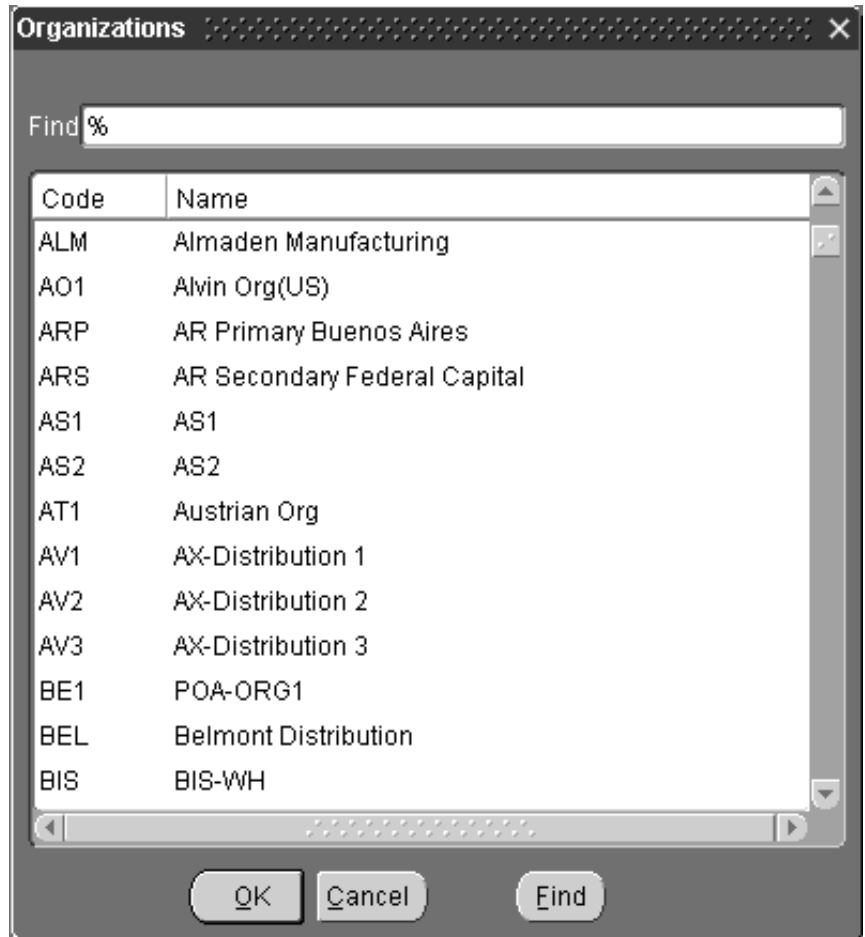 Organizations
Find %
Code Name
ALM Almaden Manufacturing
AO1 Alvin Org(US)
ARP AR Primary Buenos Aires
ARS AR Secondary Federal Capital
AS1 AS1
AS2 AS2
AT1 Austrian Org
AV1 AX-Distribution 1
AV2 AX-Distribution 2
AV3 AX-Distribution 3
BE1 POA-ORG1
BEL Belmont Distribution
BIS BIS-WH
OK Cancel Find